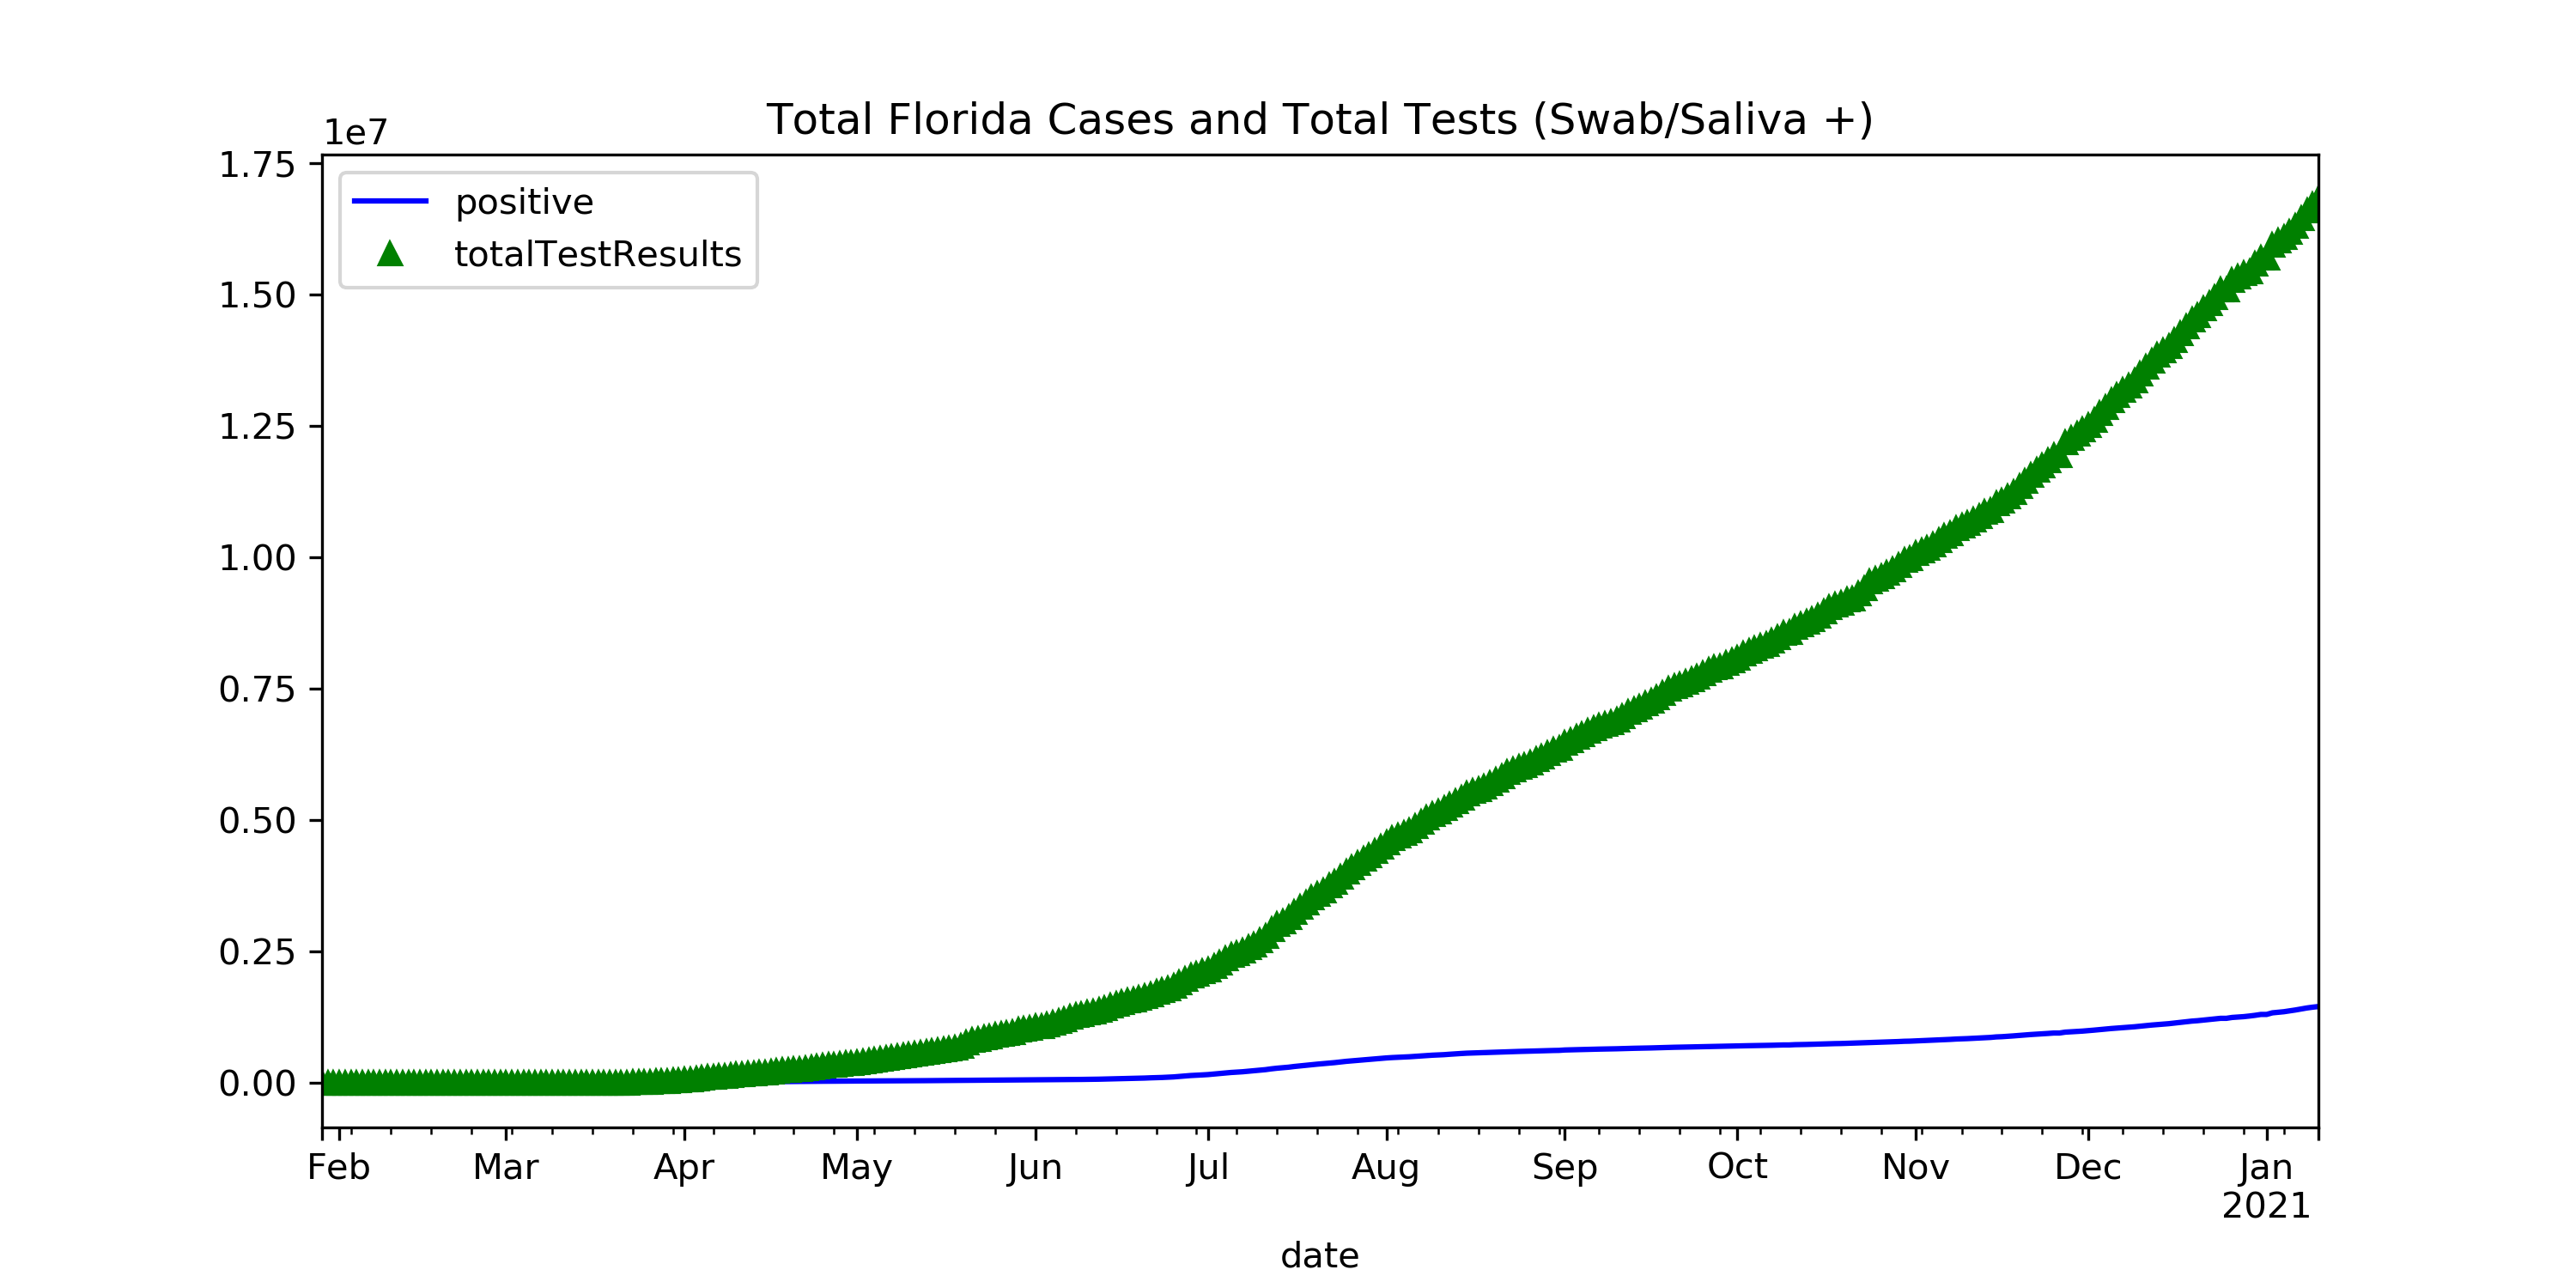 Total Florida Cases and Total Tests (Swab/Saliva +)
1e7
1.75
1.50
1.25
1.00
0.75
0.50
0.25
0.00
positive
totalTestResults
Feb Mar Apr May Jun Jul Aug Sep Oct Nov Dec Jan
2021
date